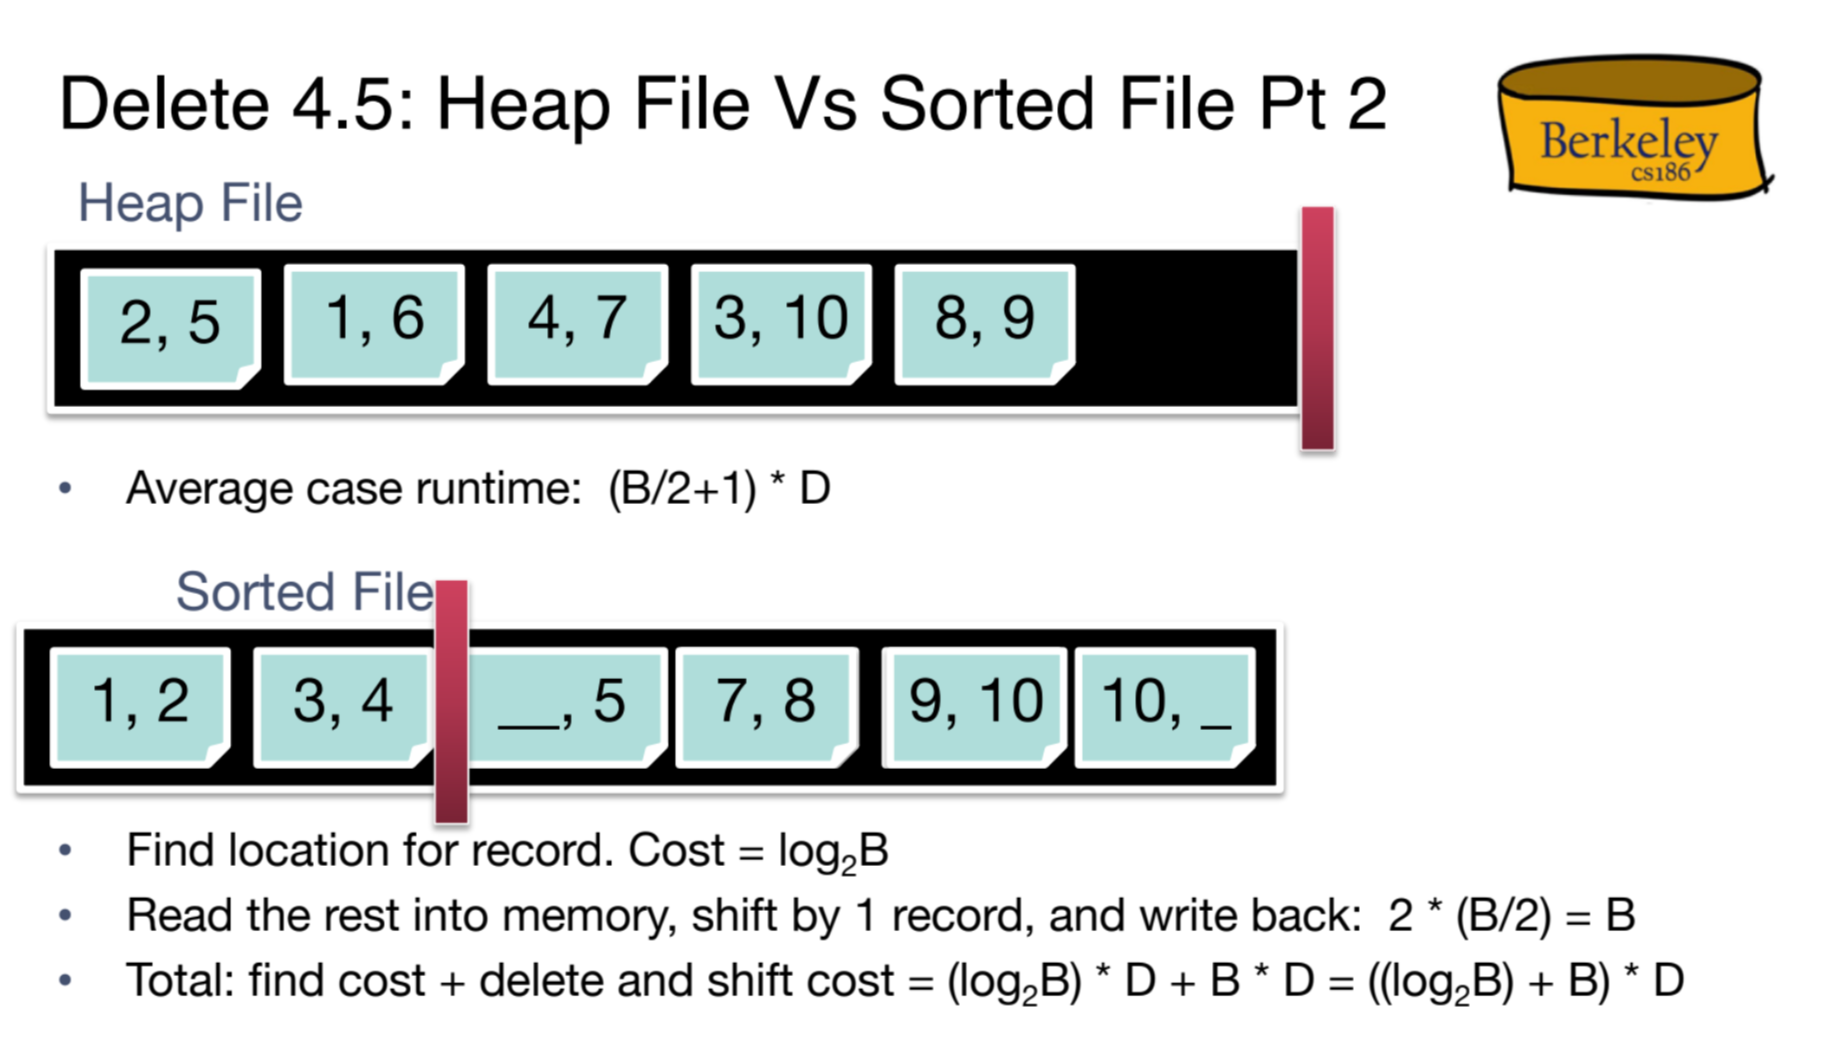 Delete 4.5: Heap File Vs Sorted File Pt 2
Berkeley
cs186
Heap File
2, 5
1, 6
4, 7
3, 10
8, 9
• Average case runtime: (B/2+1) * D
Sorted File
1, 2
3, 4
__, 5
7, 8
9, 10
10, _
• Find location for record. Cost = log₂B
• Read the rest into memory, shift by 1 record, and write back: 2 * (B/2) = B
• Total: find cost + delete and shift cost = (log₂B) * D + B * D = ((log₂B) + B) * D